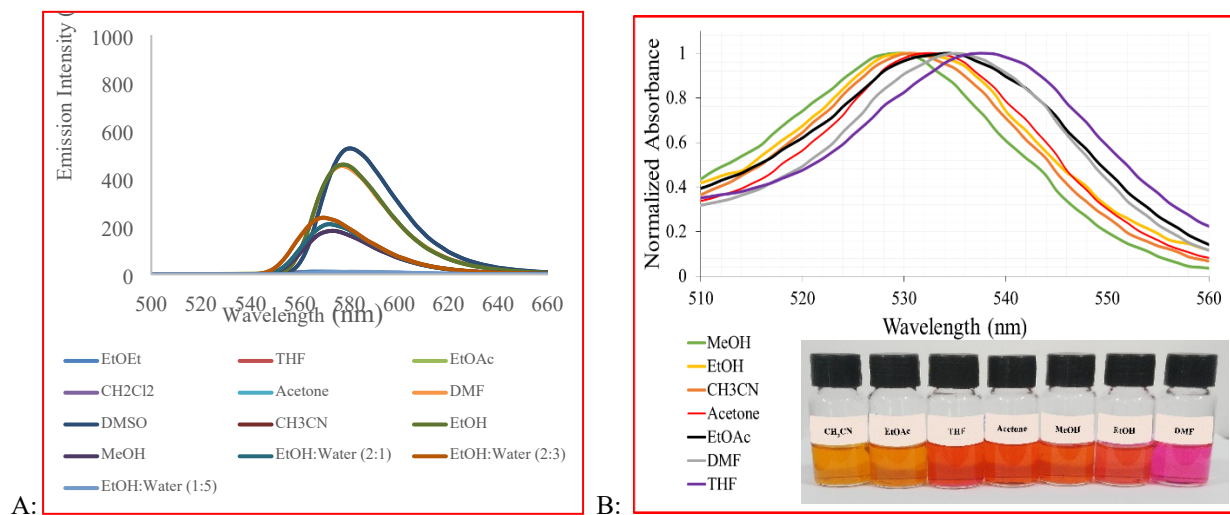 A:
Emission Intensity (
1000
800
600
400
200
0
500 520 540 560 580 600 620 640 660
Wavelength (nm)
EtOEt THF EtOAc
CH2Cl2 Acetone DMF
DMSO CH3CN EtOH
MeOH EtOH:Water (2:1) EtOH:Water (2:3)
EtOH:Water (1:5)
B:
Normalized Absorbance
1
0.8
0.6
0.4
0.2
0
510 520 530 540 550 560
Wavelength (nm)
MeOH
EtOH
CH3CN
Acetone
EtOAc
DMF
THF
CH₃CN EtOAc THF Acetone MeOH EtOH DMF